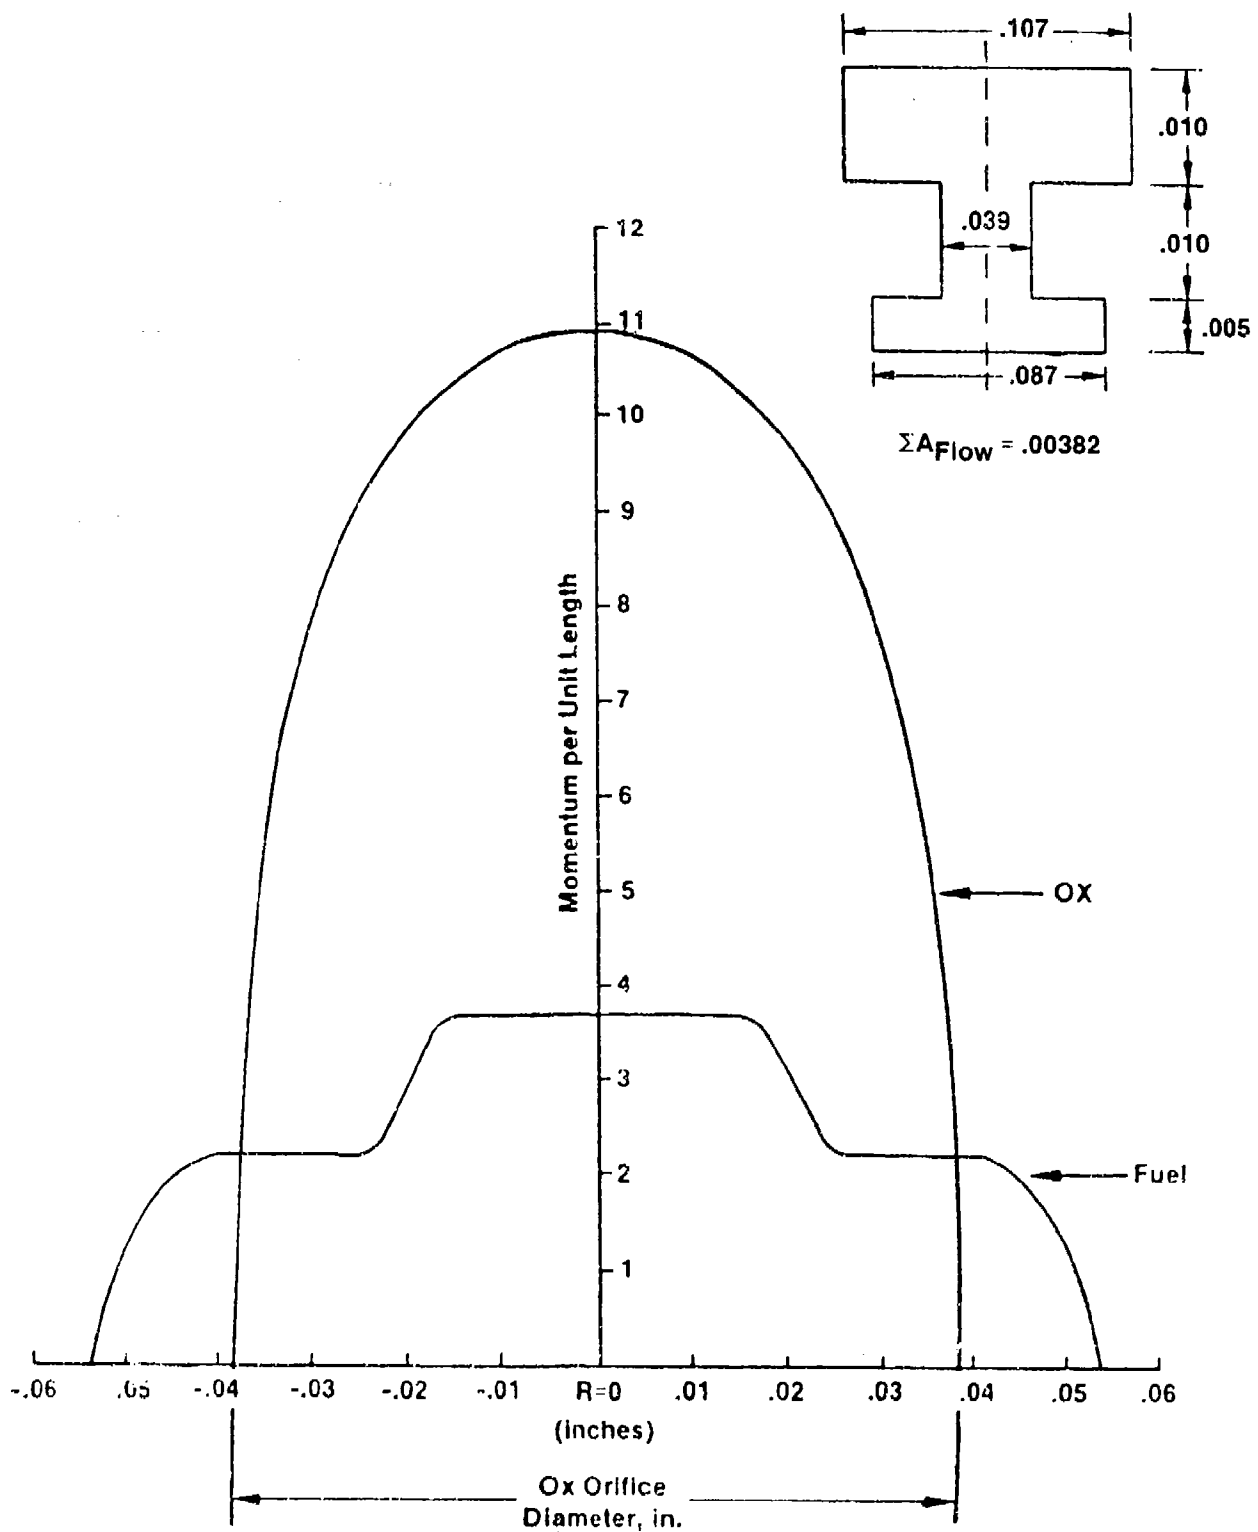 .107
.010
.039
.010
.005
.087
ΣAFlow = .00382
12
11
10
9
8
7
6
5
4
3
2
1
Momentum per Unit Length
OX
Fuel
-.06 .05 -.04 -.03 -.02 -.01 R=0 .01 .02 .03 .04 .05 .06
(inches)
Ox Orifice
Diameter, in.